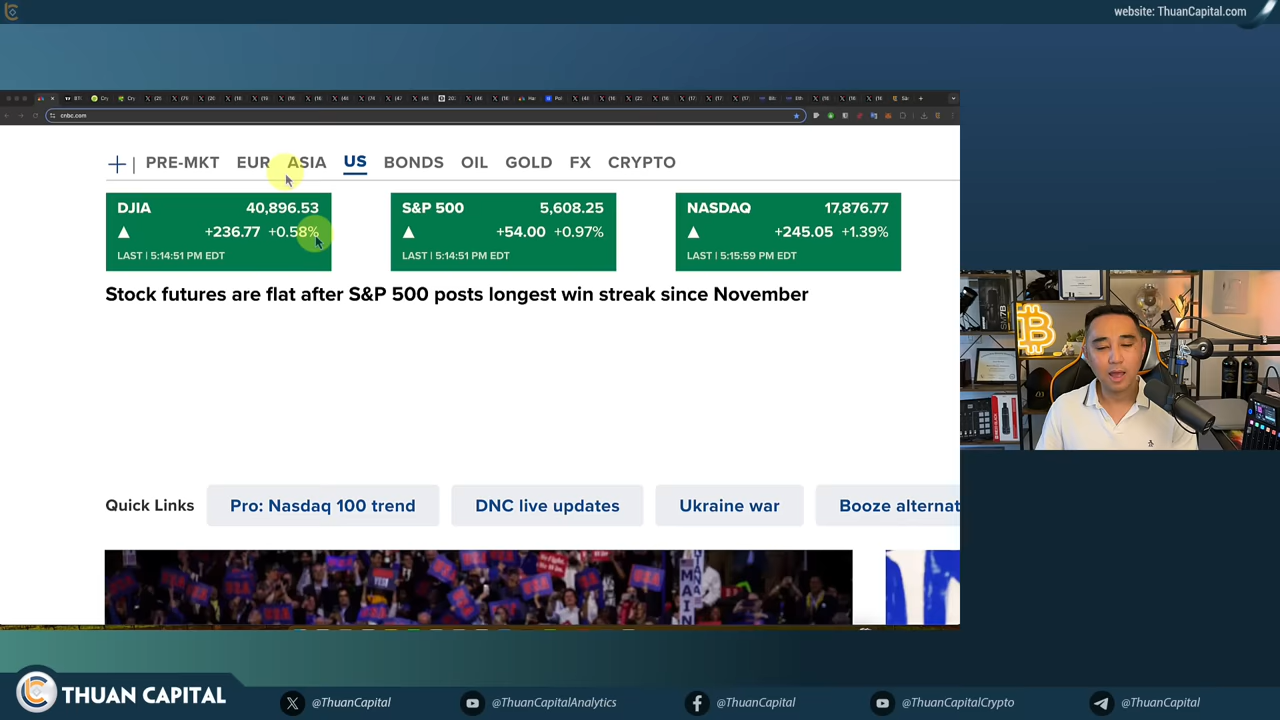 website: ThuanCapital.com
cnbc.com
PRE-MKT EUR ASIA US BONDS OIL GOLD FX CRYPTO
DJIA 40,896.53
+236.77 +0.58%
LAST | 5:14:51 PM EDT
S&P 500 5,608.25
+54.00 +0.97%
LAST | 5:14:51 PM EDT
NASDAQ 17,876.77
+245.05 +1.39%
LAST | 5:15:59 PM EDT
Stock futures are flat after S&P 500 posts longest win streak since November
Quick Links
Pro: Nasdaq 100 trend
DNC live updates
Ukraine war
Booze alternat
SM7B
USA
THUAN CAPITAL
@ThuanCapital
@ThuanCapitalAnalytics
@ThuanCapital
@ThuanCapitalCrypto
@ThuanCapital